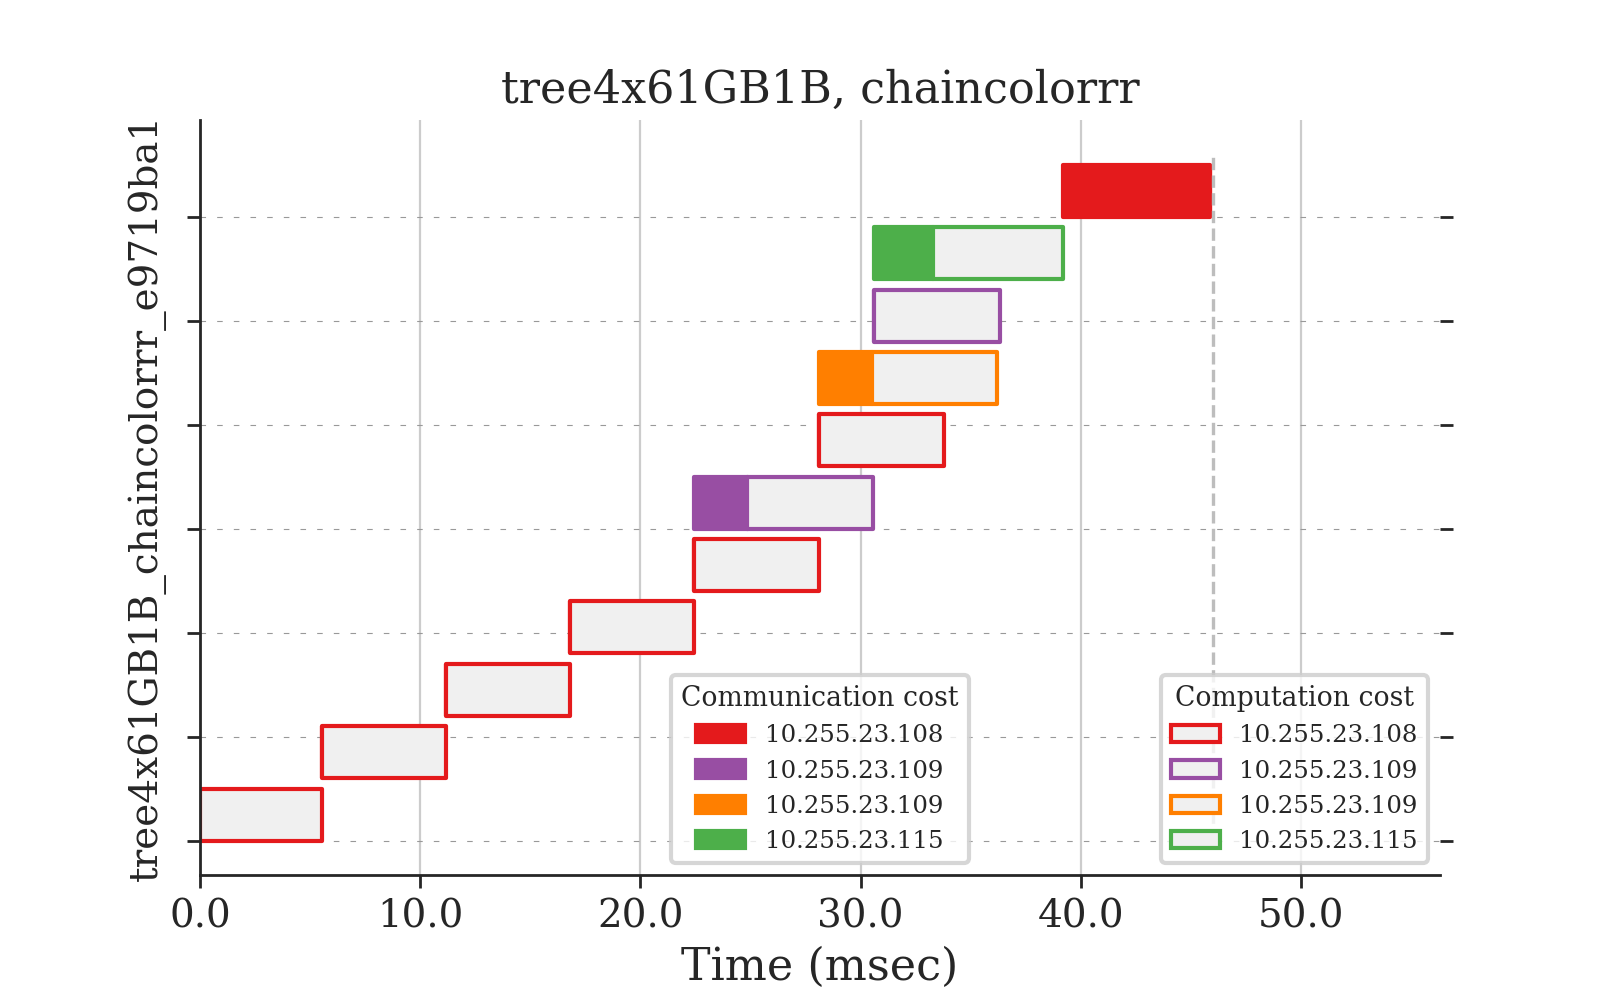 tree4x61GB1B, chaincolorrr
tree4x61GB1B_chaincolorrr_e9719ba1
Communication cost
10.255.23.108
10.255.23.109
10.255.23.109
10.255.23.115
Computation cost
10.255.23.108
10.255.23.109
10.255.23.109
10.255.23.115
0.0 10.0 20.0 30.0 40.0 50.0
Time (msec)